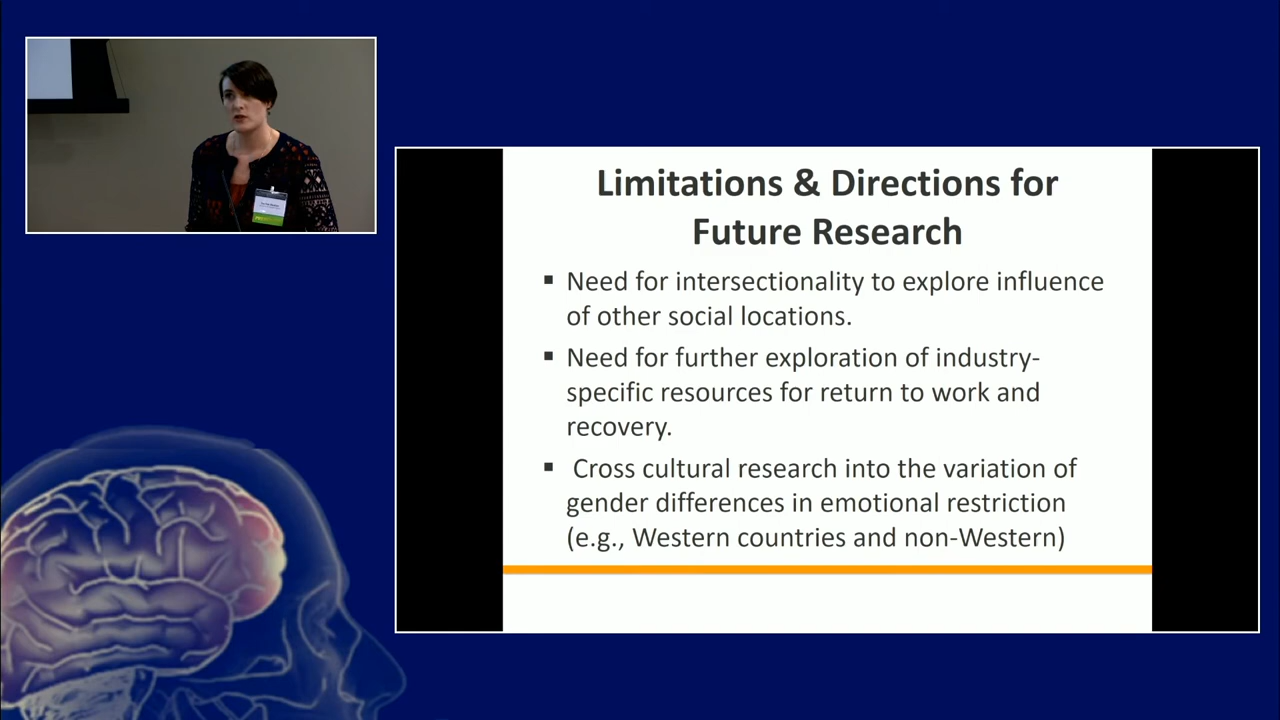 Limitations & Directions for
Future Research
▪ Need for intersectionality to explore influence
of other social locations.
▪ Need for further exploration of industry-
specific resources for return to work and
recovery.
▪ Cross cultural research into the variation of
gender differences in emotional restriction
(e.g., Western countries and non-Western)